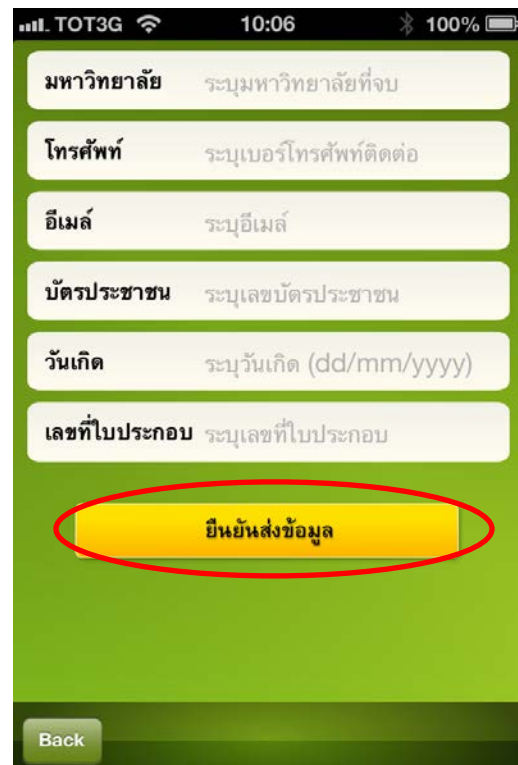 TOT3G 10:06 100%
มหาวิทยาลัย ระบุมหาวิทยาลัยที่จบ
โทรศัพท์ ระบุเบอร์โทรศัพท์ติดต่อ
อีเมล์ ระบุอีเมล์
บัตรประชาชน ระบุเลขบัตรประชาชน
วันเกิด ระบุวันเกิด (dd/mm/yyyy)
เลขที่ใบประกอบ ระบุเลขที่ใบประกอบ
ยืนยันส่งข้อมูล
Back